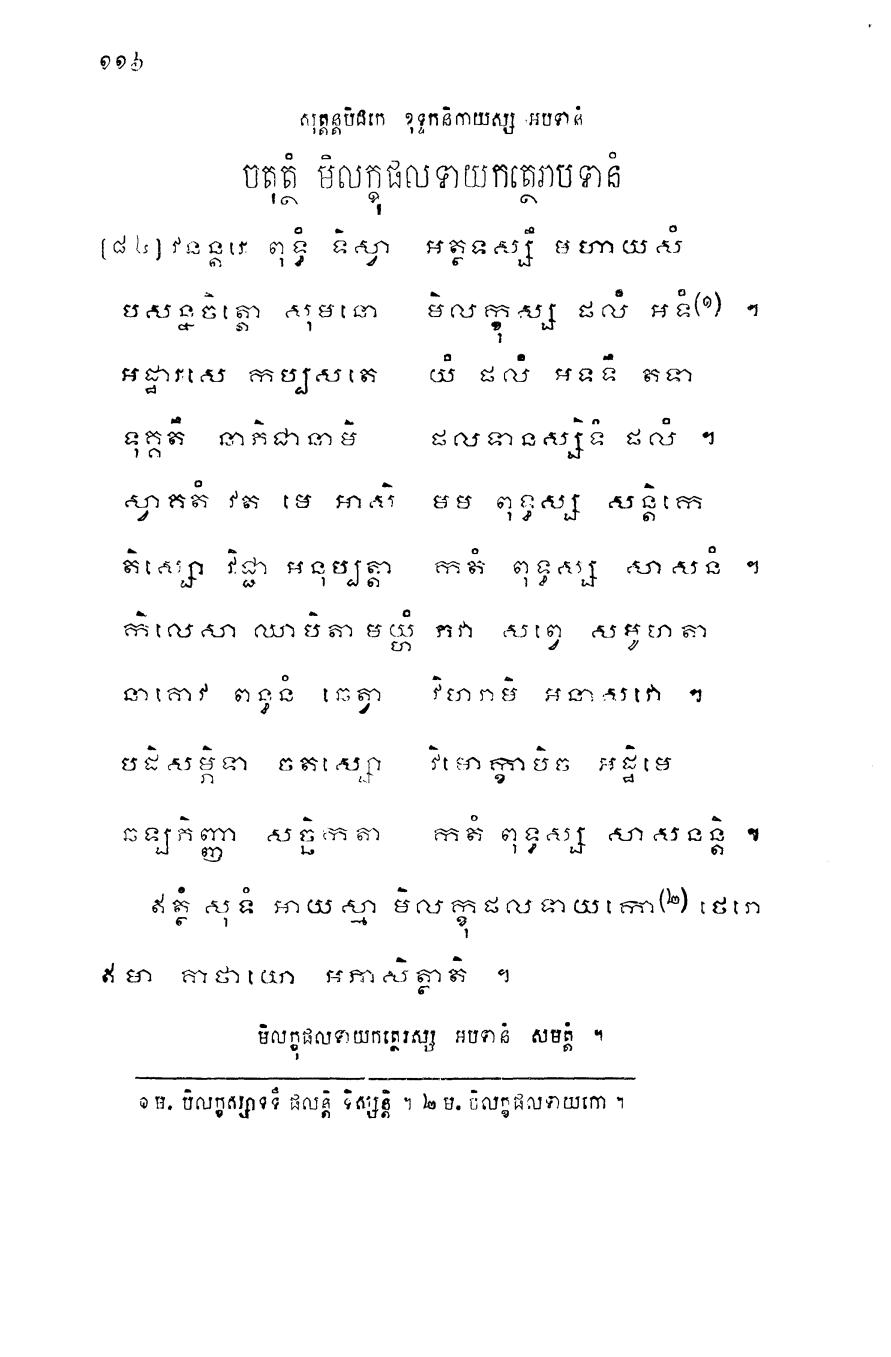 ១១៦
សុត្តន្តបិដកេ ខុទ្ទកនិកាយស្ស អបទានំ
ចតុត្ថំ មិលក្ខុផលទាយកត្ថេរាបទានំ
[៨៤] វនន្តរេ ពុទ្ធំ ទិស្វា អត្ថទស្សឹ មហាយសំ
បសន្នចិត្តោ សុមនោ មិលក្ខុស្ស ផលំ អទំ(១) ។
អដ្ឋារសេ កប្បសតេ យំ ផលំ អទទឹ តទា
ទុគ្គតឹ នាភិជានាមិ ផលទានស្សិទំ ផលំ ។
ស្វាគតំ វត មេ អាសិ មម ពុទ្ធស្ស សន្តិកេ
តិស្សោ វិជ្ជា អនុប្បត្តា កតំ ពុទ្ធស្ស សាសនំ ។
កិលេសា ឈាបិតា មយ្ហំ ភវា សព្វេ សមូហតា
នាគោវ ពន្ធនំ ឆេត្វា វិហរាមិ អនាសវោ ។
បដិសម្ភិទា ចតស្សោ វិមោក្ខាបិច អដ្ឋិមេ
ឆឡភិញ្ញា សច្ឆិកតា កតំ ពុទ្ធស្ស សាសនន្តិ ។
ឥត្ថំ សុទំ អាយស្មា មិលក្ខុផលទាយកោ(២) ថេរោ
ឥមា គាថាយោ អភាសិត្ថាតិ ។
មិលក្ខុផលទាយកត្ថេរស្ស អបទានំ សមត្តំ ។
១ ម. បិលក្ខស្សាទទឹ ផលន្តិ ទិស្សន្តិ ។ ២ ម. បិលក្ខផលទាយកោ ។